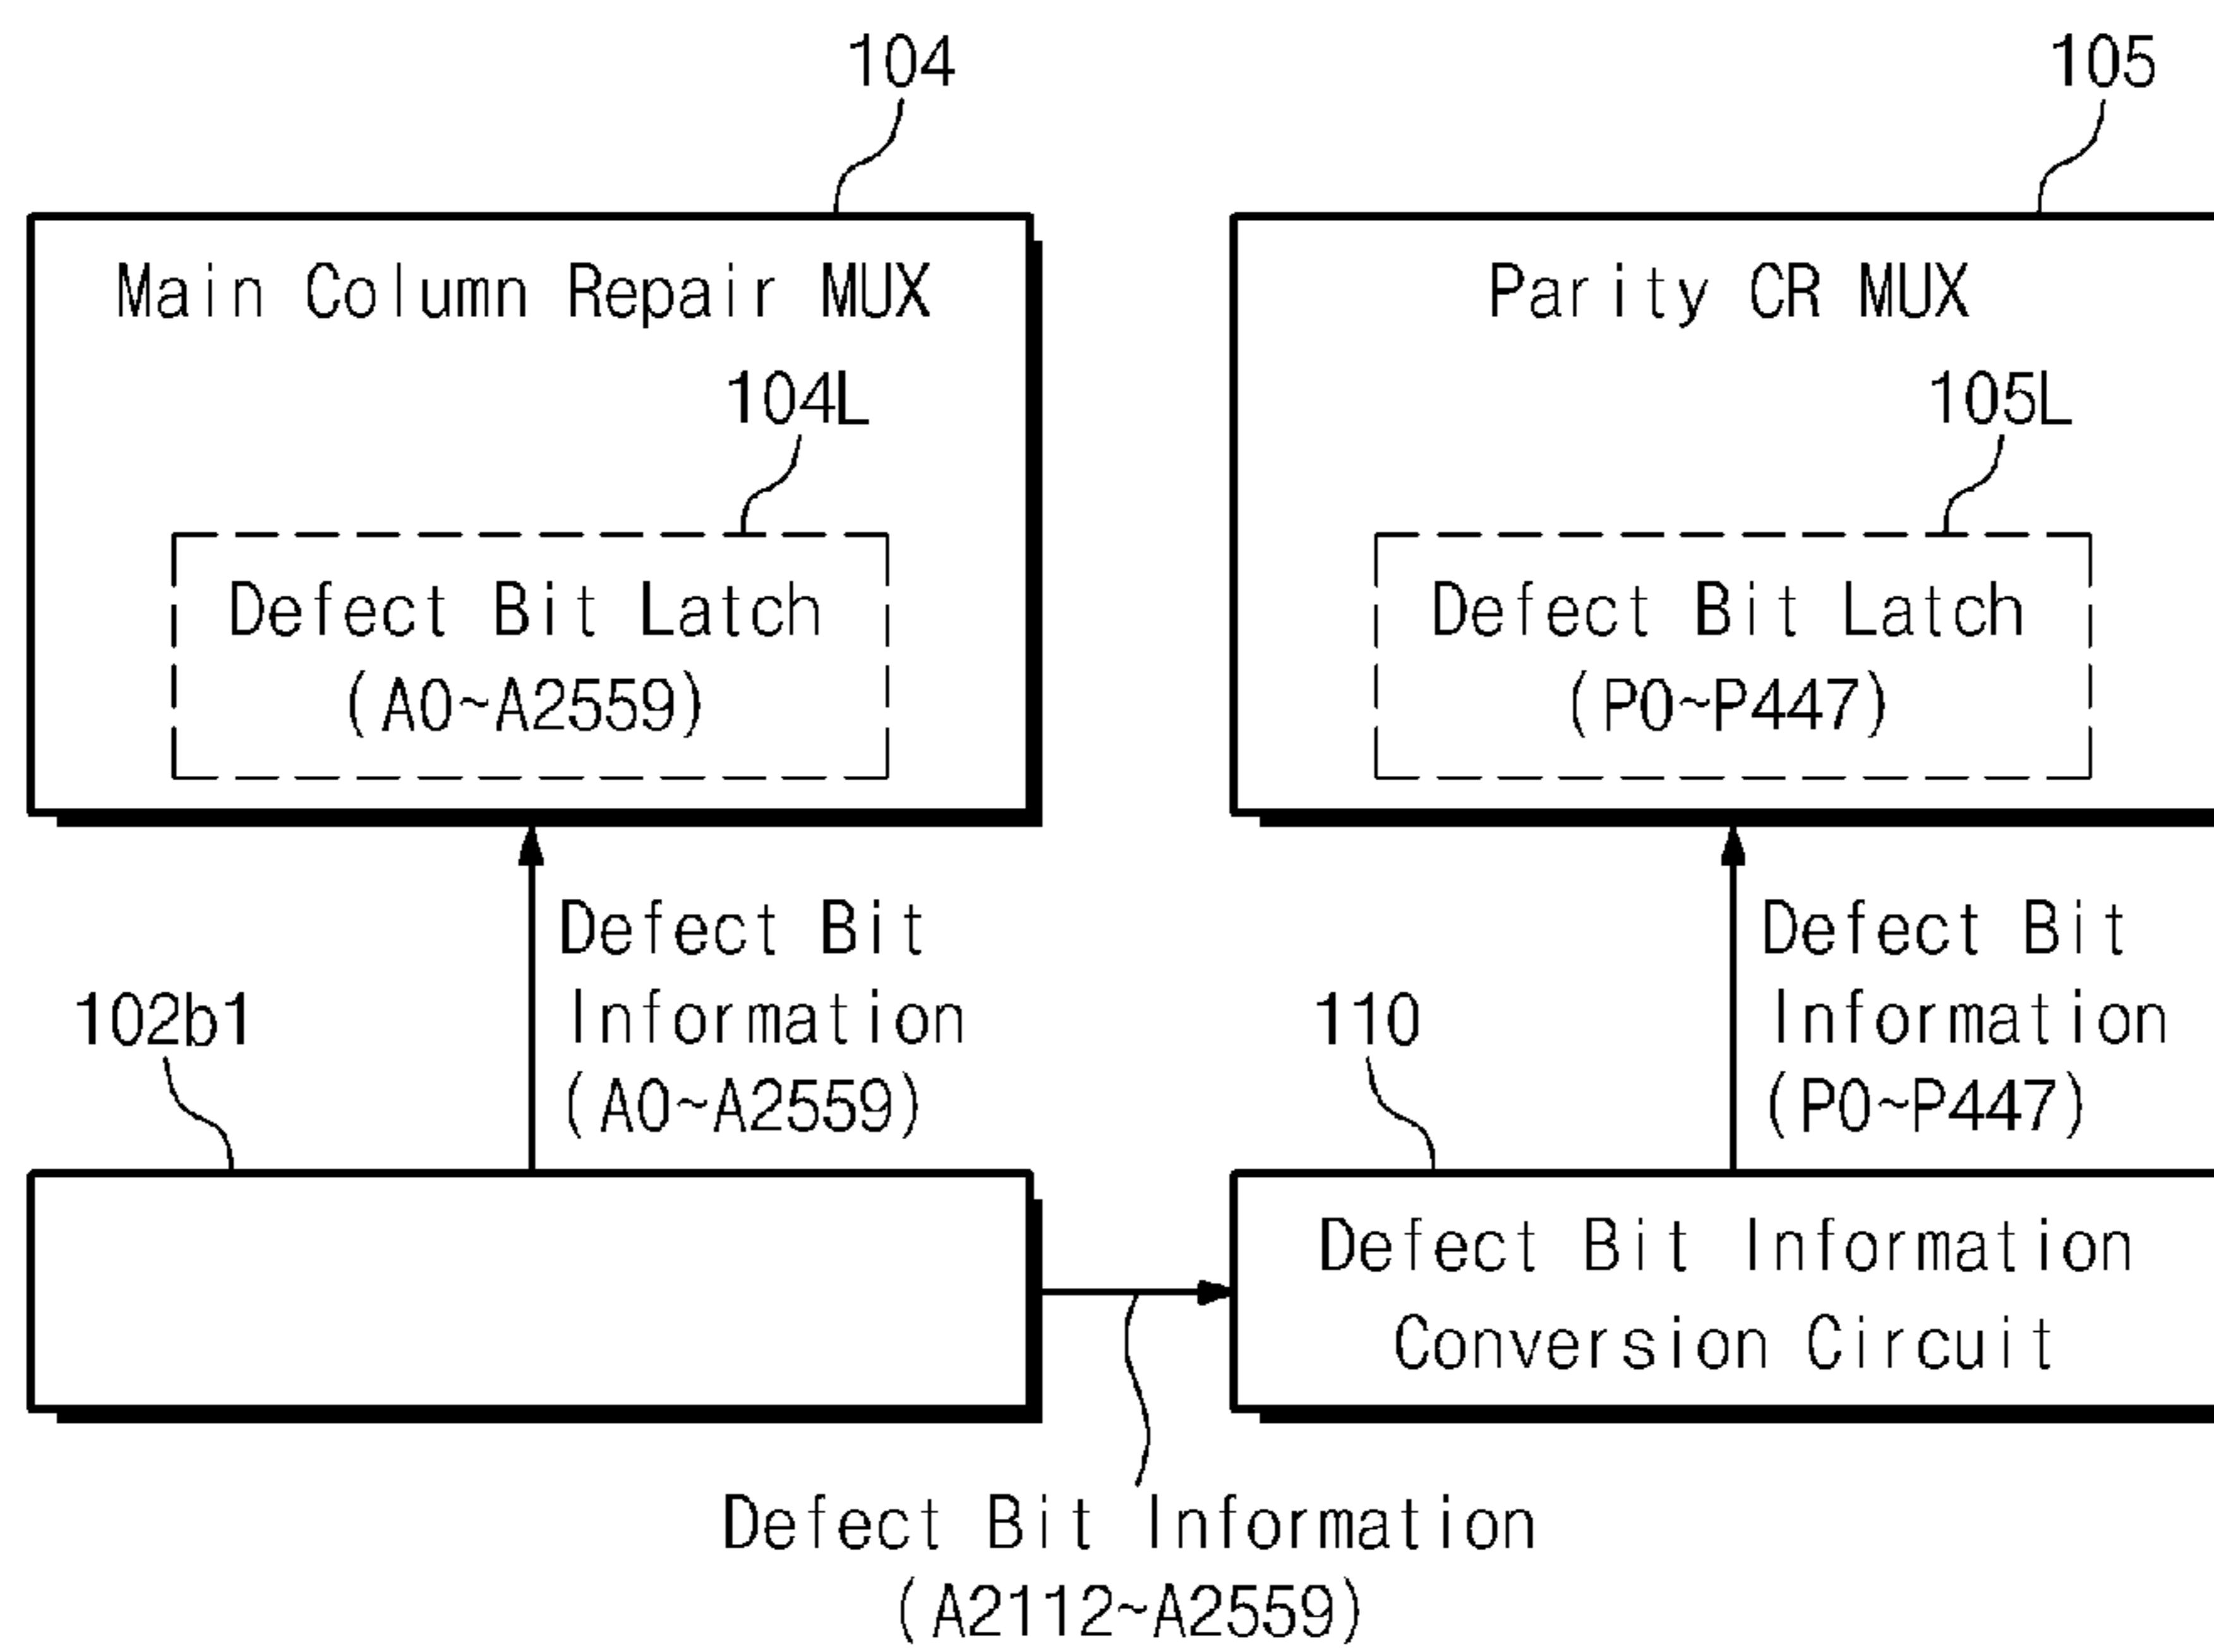 104
105
Main Column Repair MUX
Parity CR MUX
104L
105L
Defect Bit Latch
(A0~A2559)
Defect Bit Latch
(P0~P447)
Defect Bit
Information
(A0~A2559)
Defect Bit
Information
(P0~P447)
102b1
110
Defect Bit Information
Conversion Circuit
Defect Bit Information
(A2112~A2559)